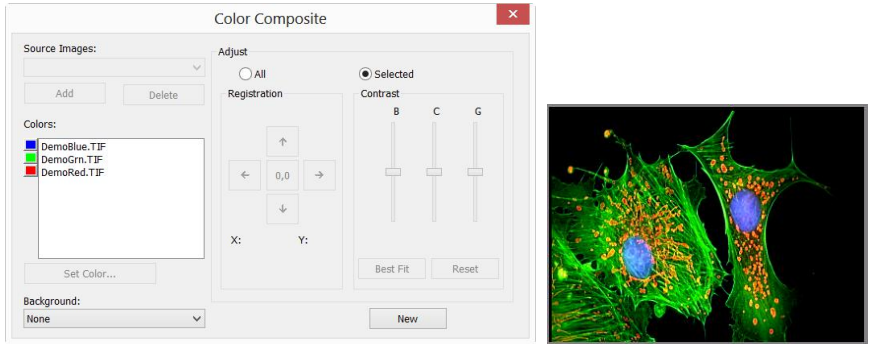 Color Composite
Source Images:
Add
Delete
Colors:
DemoBlue.TIF
DemoGrn.TIF
DemoRed.TIF
Set Color...
Background:
None
Adjust
All
Selected
Registration
0,0
X:
Y:
Contrast
B
C
G
Best Fit
Reset
New